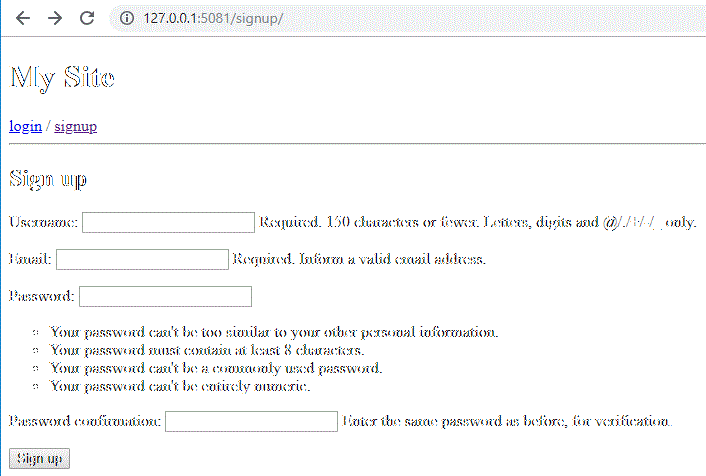 127.0.0.1:5081/signup/
My Site
login / signup
Sign up
Username: Required. 150 characters or fewer. Letters, digits and @/./+/-/_ only.
Email: Required. Inform a valid email address.
Password:
Your password can't be too similar to your other personal information.
Your password must contain at least 8 characters.
Your password can't be a commonly used password.
Your password can't be entirely numeric.
Password confirmation: Enter the same password as before, for verification.
Sign up